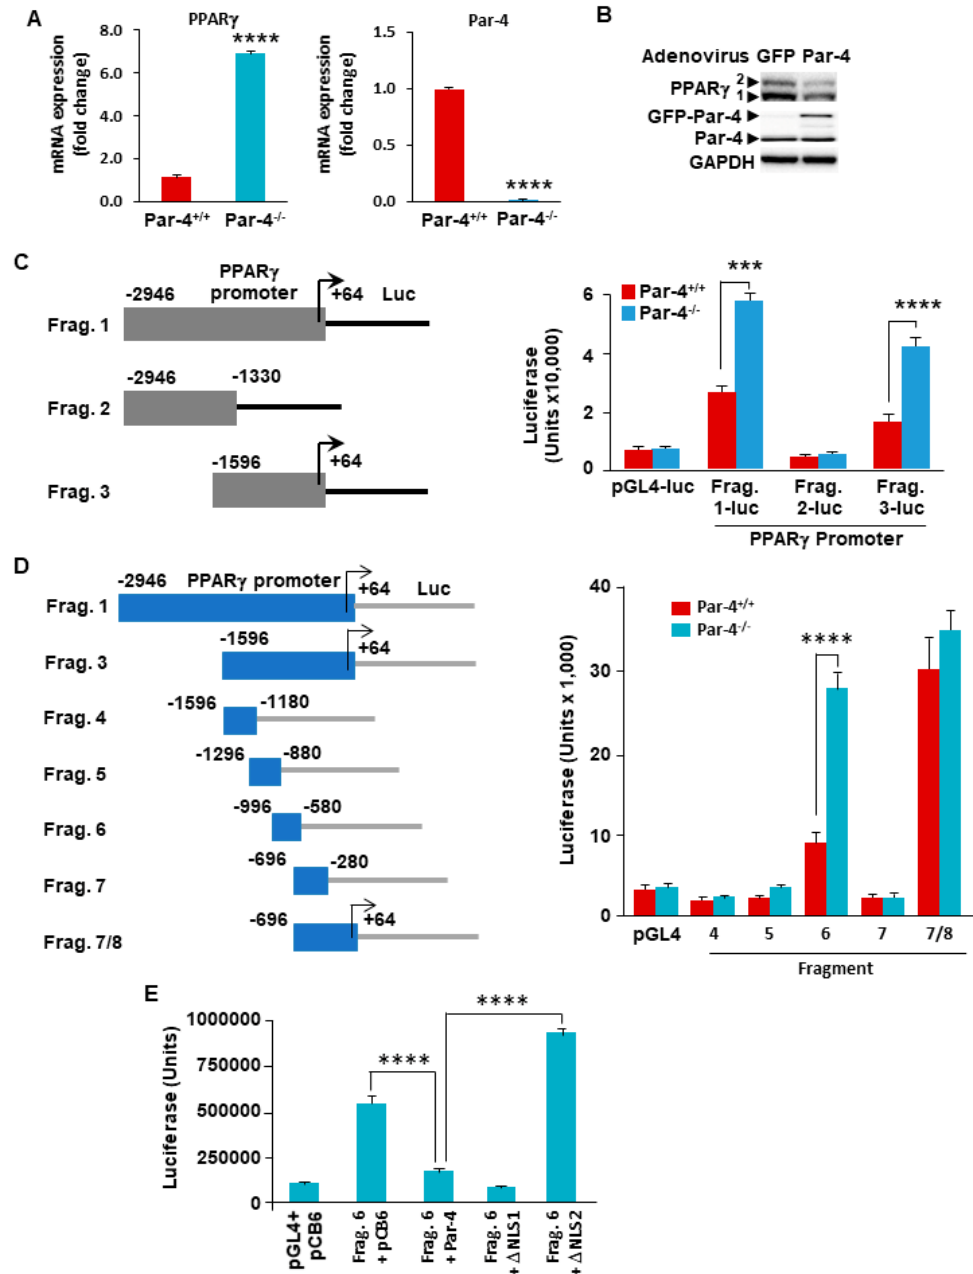 A
PPARγ
mRNA expression
(fold change)
8.0
6.0
4.0
2.0
0.0
****
Par-4+/+ Par-4-/-
Par-4
mRNA expression
(fold change)
1.5
1.0
0.5
0.0
****
Par-4+/+ Par-4-/-
B
Adenovirus GFP Par-4
PPARγ 2
1
GFP-Par-4
Par-4
GAPDH
C
PPARγ
promoter
-2946
+64
Luc
Frag. 1
-2946
-1330
Frag. 2
-1596
+64
Frag. 3
Luciferase
(Units x10,000)
6
4
2
0
Par-4+/+
Par-4-/-
***
****
pGL4-luc
Frag.
1-luc
Frag.
2-luc
Frag.
3-luc
PPARγ Promoter
D
-2946
PPARγ promoter
+64
Luc
Frag. 1
-1596
+64
Frag. 3
-1596
-1180
Frag. 4
-1296
-880
Frag. 5
-996
-580
Frag. 6
-696
-280
Frag. 7
-696
+64
Frag. 7/8
Luciferase (Units x 1,000)
40
30
20
10
0
Par-4+/+
Par-4-/-
****
pGL4
4
5
6
7
7/8
Fragment
E
Luciferase (Units)
1000000
750000
500000
250000
0
****
****
pGL4+
pCB6
Frag. 6
+ pCB6
Frag. 6
+ Par-4
Frag. 6
+ Δ NLS1
Frag. 6
+ Δ NLS2